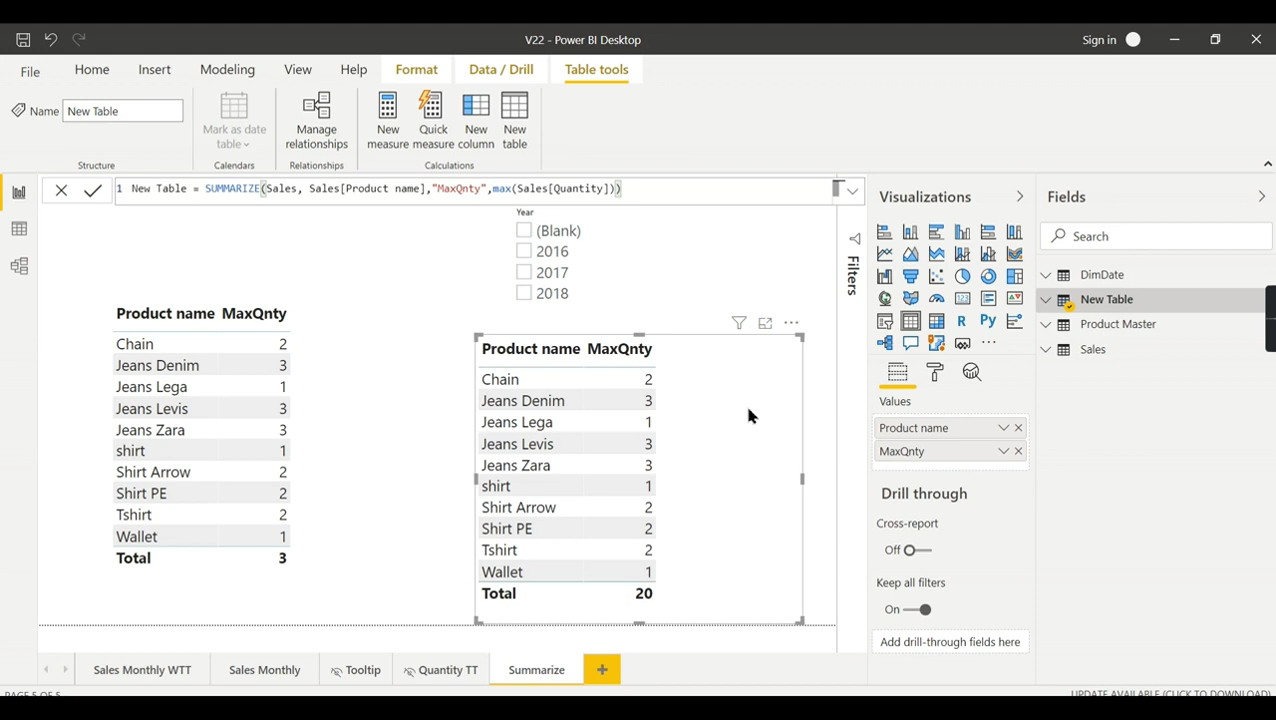 V22 - Power BI Desktop
Sign in
File
Home
Insert
Modeling
View
Help
Format
Data / Drill
Table tools
Name
New Table
Mark as date table
Manage relationships
New measure
Quick measure
New column
New table
Structure
Calendars
Relationships
Calculations
1 New Table = SUMMARIZE(Sales, Sales[Product name],"MaxQnty",max(Sales[Quantity]))
Year
(Blank)
2016
2017
2018
Product name MaxQnty
Chain 2
Jeans Denim 3
Jeans Lega 1
Jeans Levis 3
Jeans Zara 3
shirt 1
Shirt Arrow 2
Shirt PE 2
Tshirt 2
Wallet 1
Total 3
Product name MaxQnty
Chain 2
Jeans Denim 3
Jeans Lega 1
Jeans Levis 3
Jeans Zara 3
shirt 1
Shirt Arrow 2
Shirt PE 2
Tshirt 2
Wallet 1
Total 20
Filters
Visualizations
R
Py
Values
Product name
MaxQnty
Drill through
Cross-report
Off
Keep all filters
On
Add drill-through fields here
Fields
Search
DimDate
New Table
Product Master
Sales
Sales Monthly WTT
Sales Monthly
Tooltip
Quantity TT
Summarize
PAGE 5 OF 5
UPDATE AVAILABLE (CLICK TO DOWNLOAD)